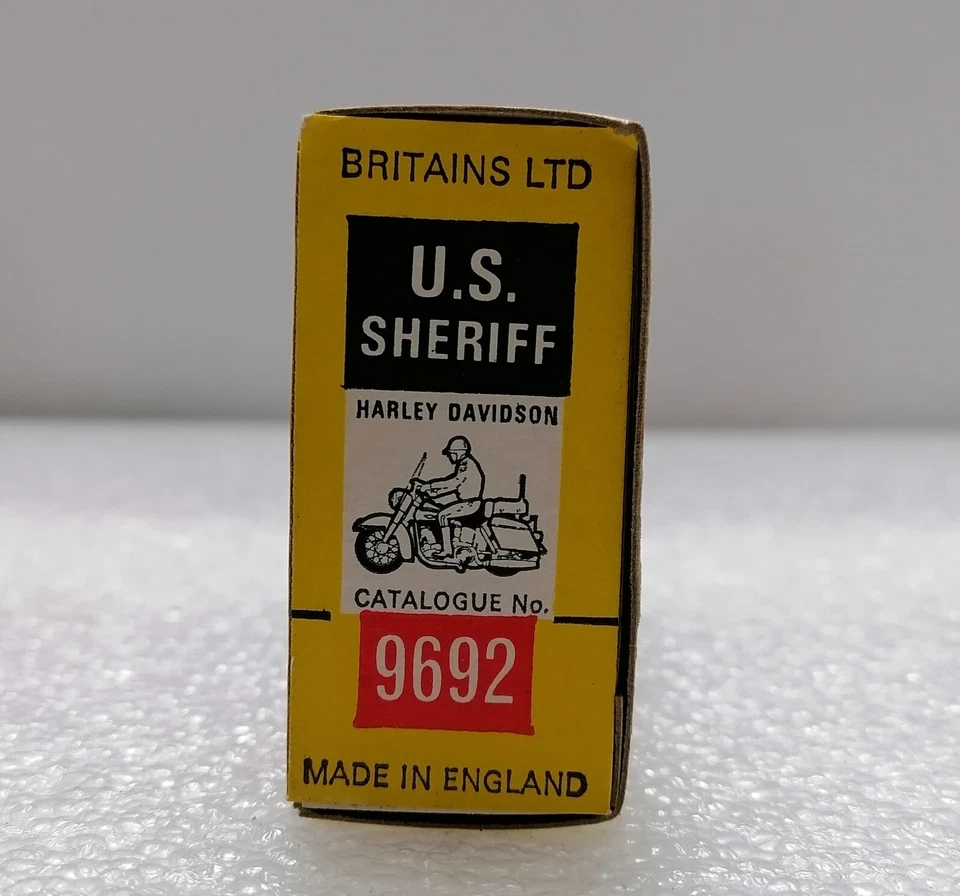 BRITAINS LTD
U.S.
SHERIFF
HARLEY DAVIDSON
CATALOGUE No.
9692
MADE IN ENGLAND